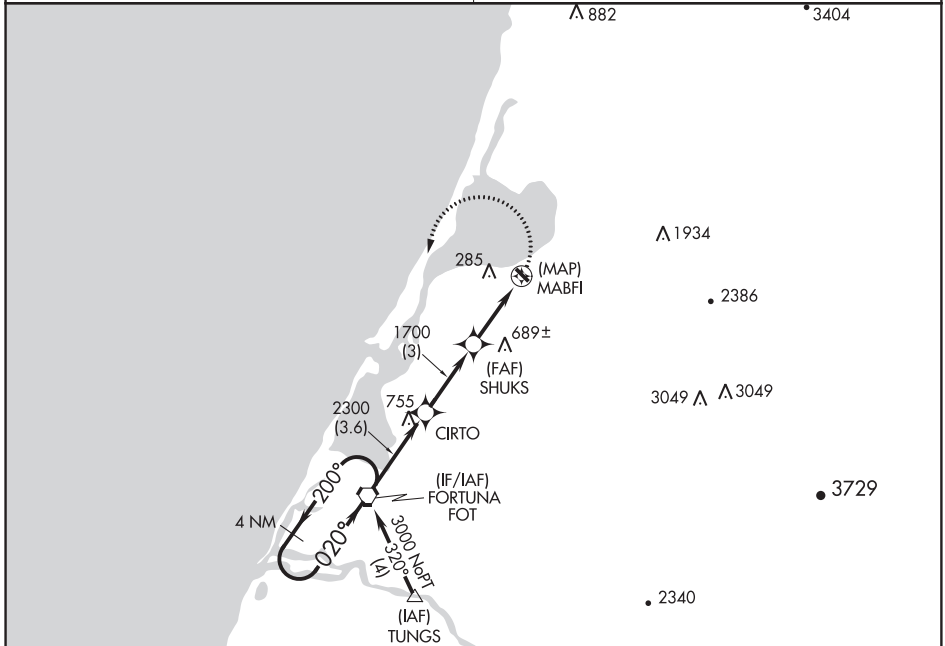 882
3404
1934
285
(MAP)
MABFI
2386
1700
(3)
689±
(FAF)
SHUKS
3049
3049
755
2300
(3.6)
CIRTO
(IF/IAF)
FORTUNA
FOT
200°
020°
4 NM
3729
3000 NoPT
320°
(4)
2340
(IAF)
TUNGS